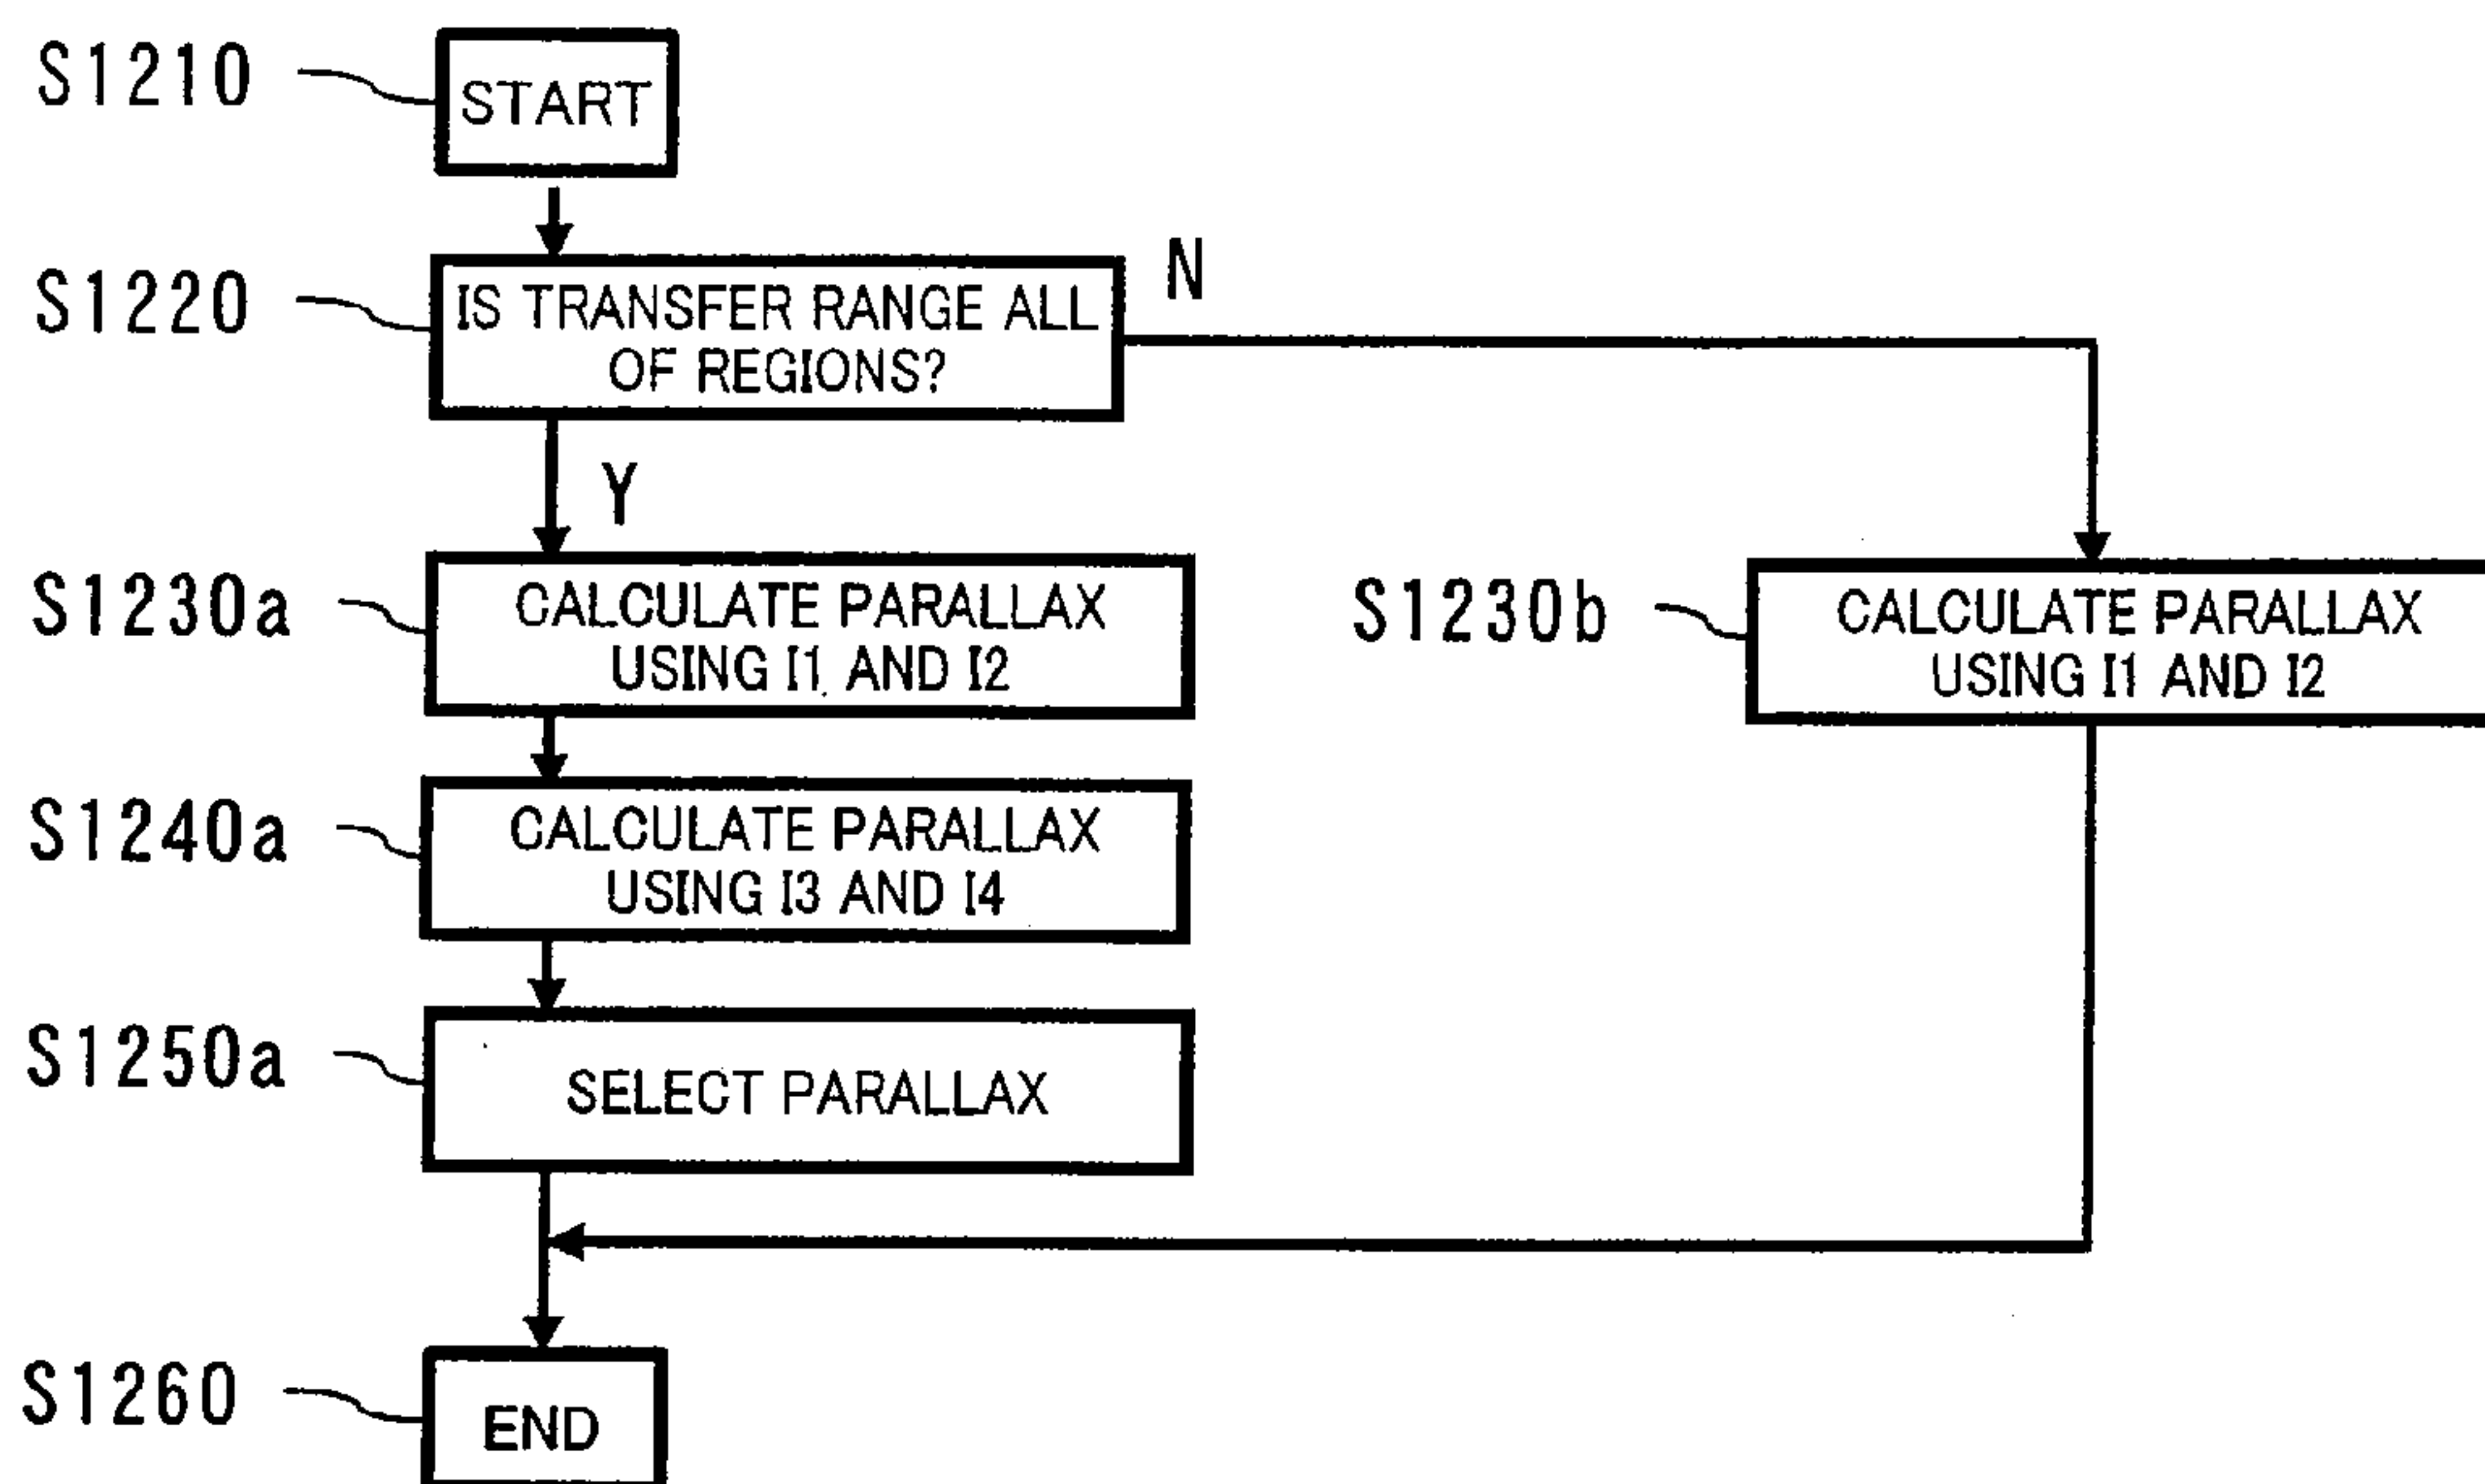 S1210
START
S1220
IS TRANSFER RANGE ALL
OF REGIONS?
N
Y
S1230a
CALCULATE PARALLAX
USING I1 AND I2
S1230b
CALCULATE PARALLAX
USING I1 AND I2
S1240a
CALCULATE PARALLAX
USING I3 AND I4
S1250a
SELECT PARALLAX
S1260
END